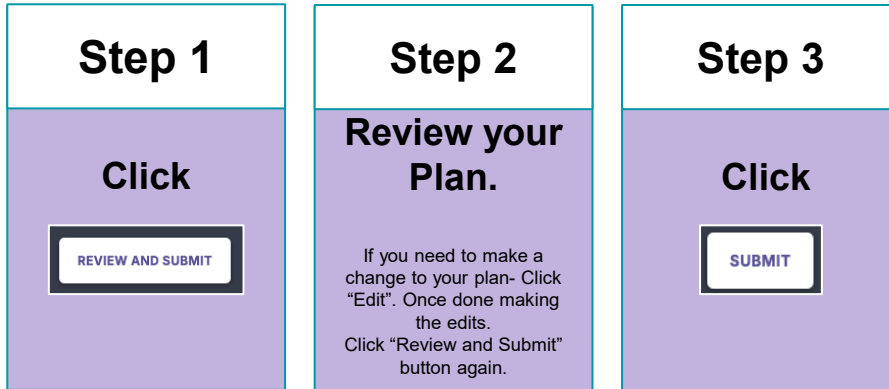 Step 1
Click
REVIEW AND SUBMIT
Step 2
Review your
Plan.
If you need to make a
change to your plan- Click
“Edit”. Once done making
the edits.
Click “Review and Submit”
button again.
Step 3
Click
SUBMIT